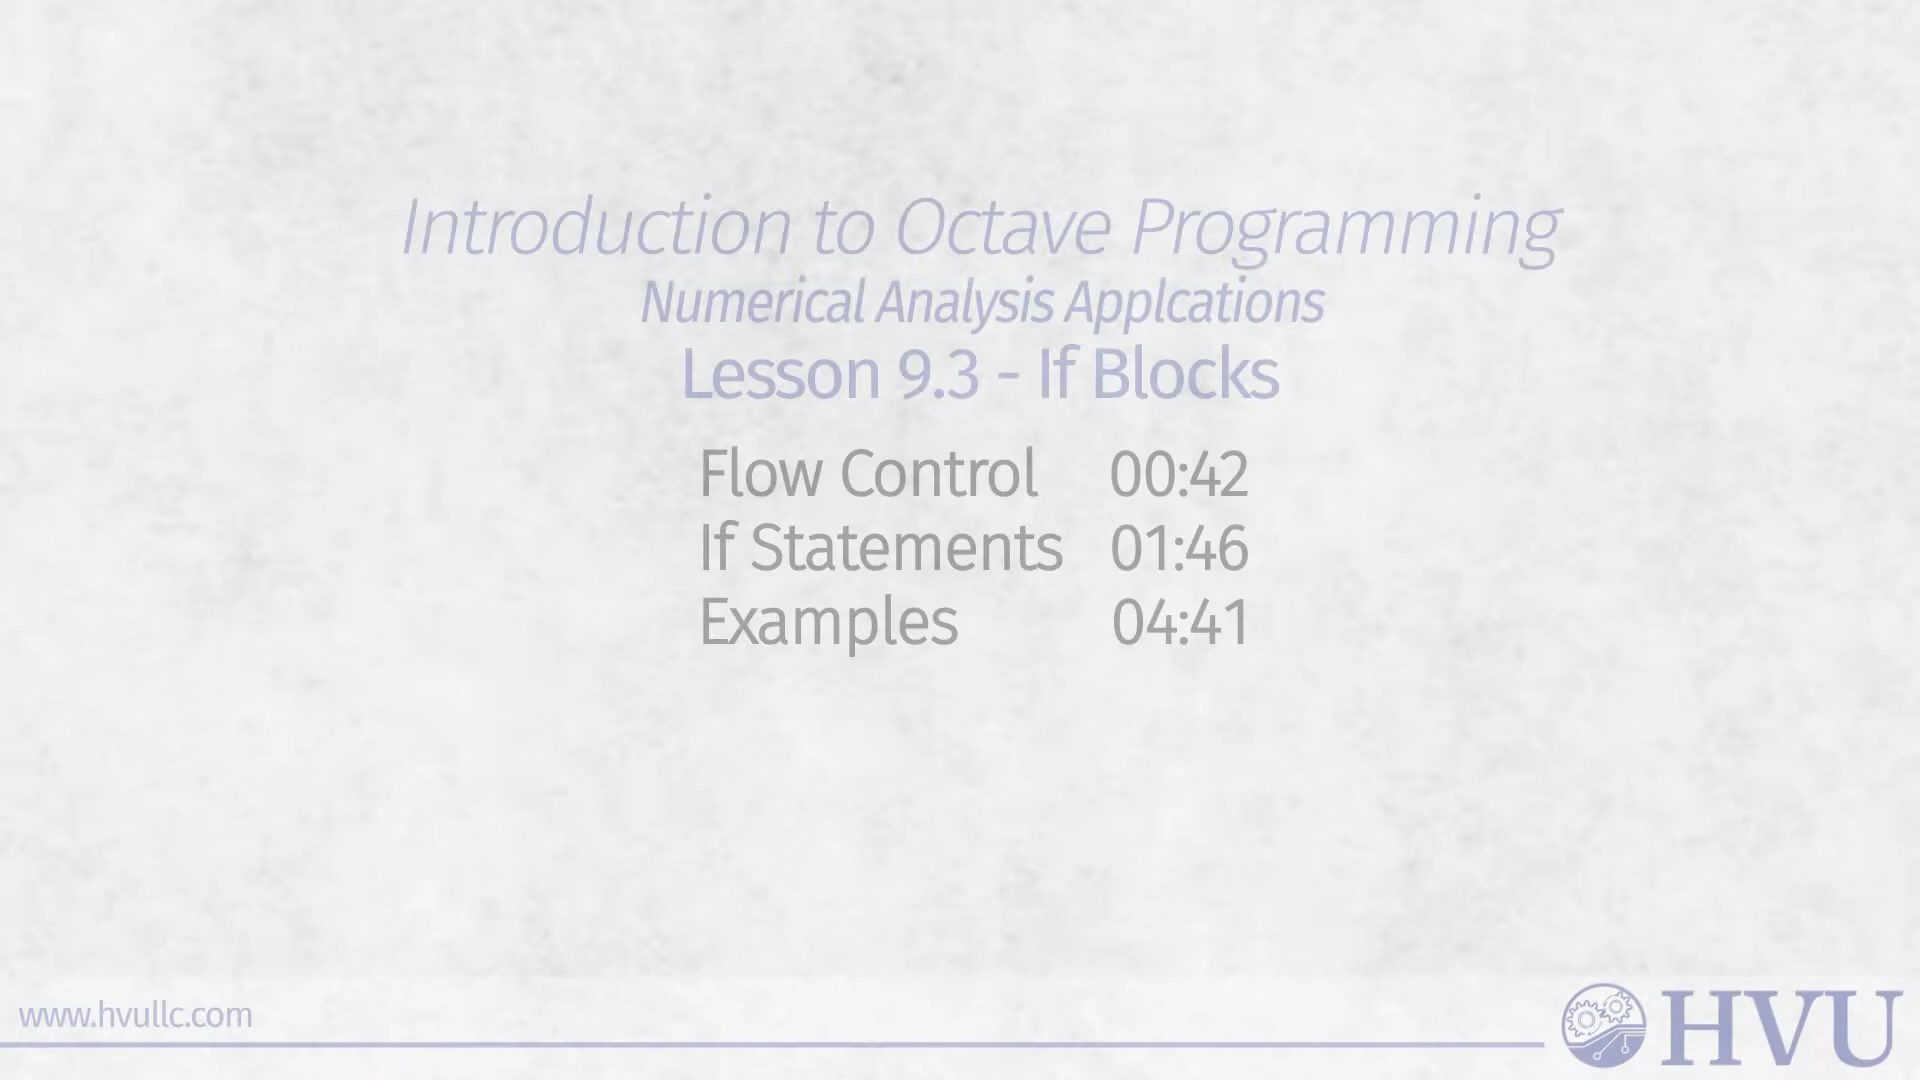 Introduction to Octave Programming
Numerical Analysis Applcations
Lesson 9.3 - If Blocks
Flow Control 00:42
If Statements 01:46
Examples 04:41
www.hvullc.com
HVU